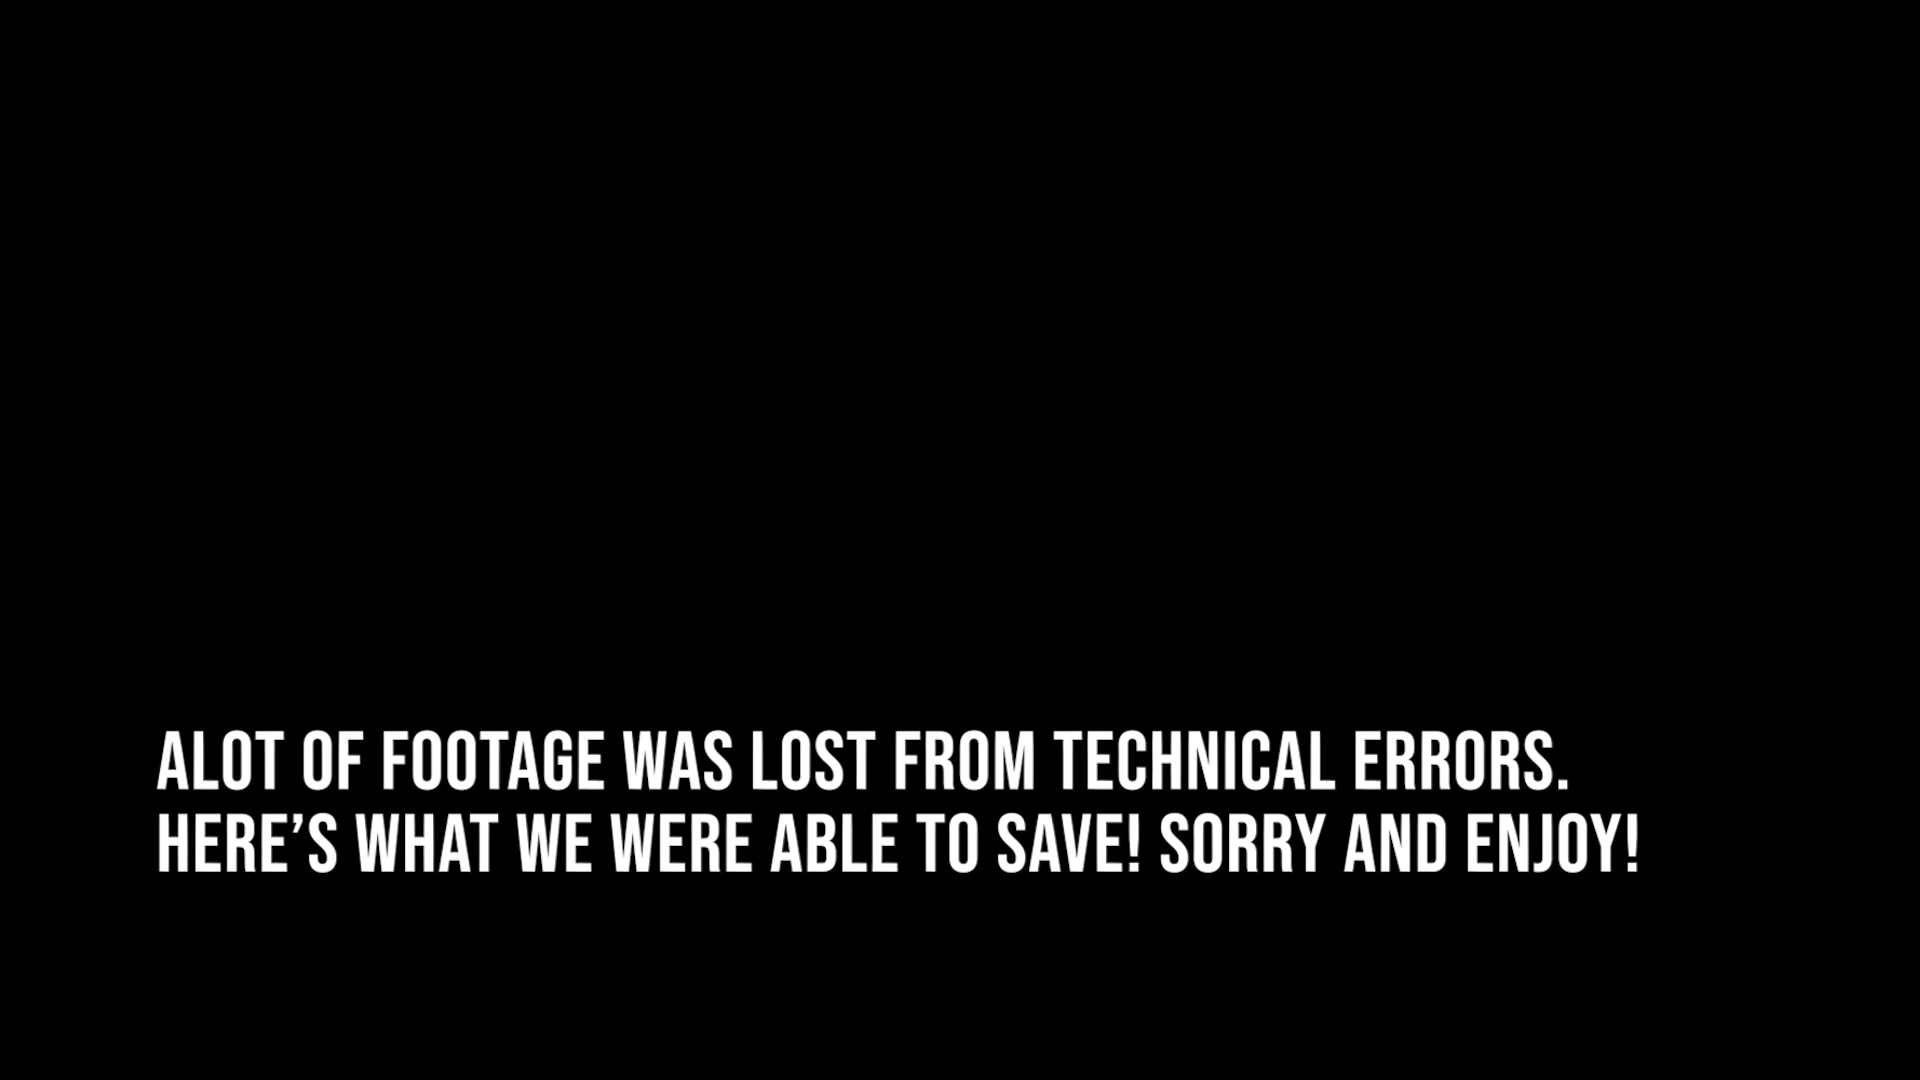 ALOT OF FOOTAGE WAS LOST FROM TECHNICAL ERRORS.
HERE’S WHAT WE WERE ABLE TO SAVE! SORRY AND ENJOY!